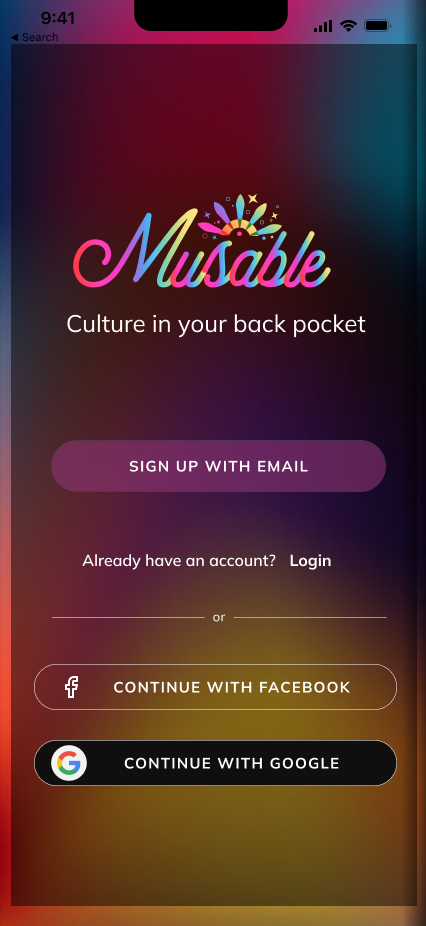 9:41
◀ Search
Musable
Culture in your back pocket
SIGN UP WITH EMAIL
Already have an account? Login
or
CONTINUE WITH FACEBOOK
CONTINUE WITH GOOGLE